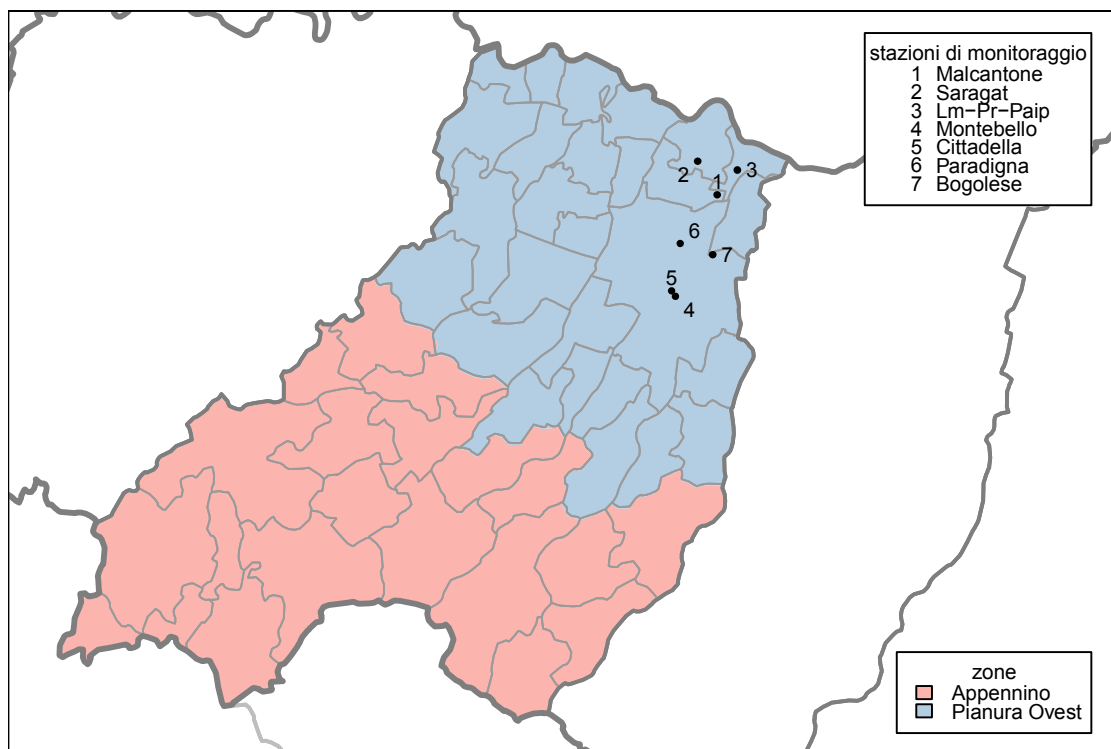 stazioni di monitoraggio
1 Malcantone
2 Saragat
3 Lm−Pr−Paip
4 Montebello
5 Cittadella
6 Paradigna
7 Bogolese
2
3
1
6
7
5
4
zone
Appennino
Pianura Ovest